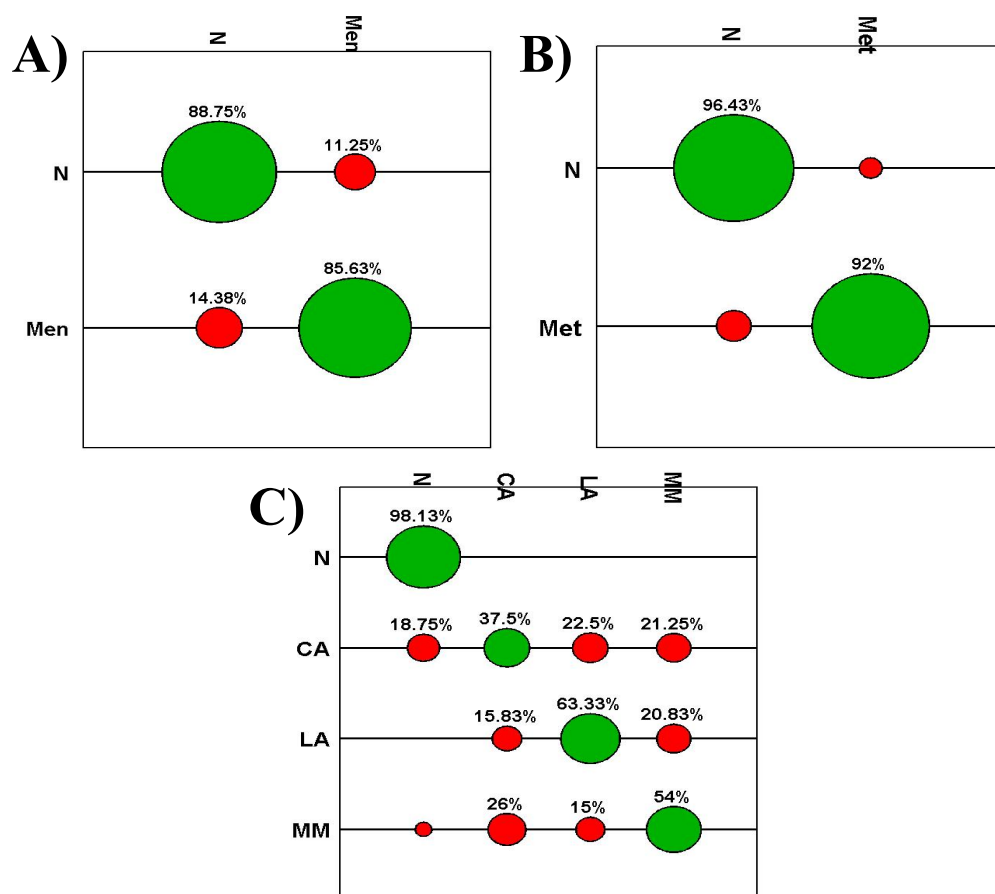 A)
N Men
88.75% 11.25%
N
85.63%
14.38%
Men
B)
N Met
96.43%
N
92%
Met
C)
N CA LA MM
98.13%
N
18.75% 37.5% 22.5% 21.25%
CA
15.83% 63.33% 20.83%
LA
26% 15% 54%
MM